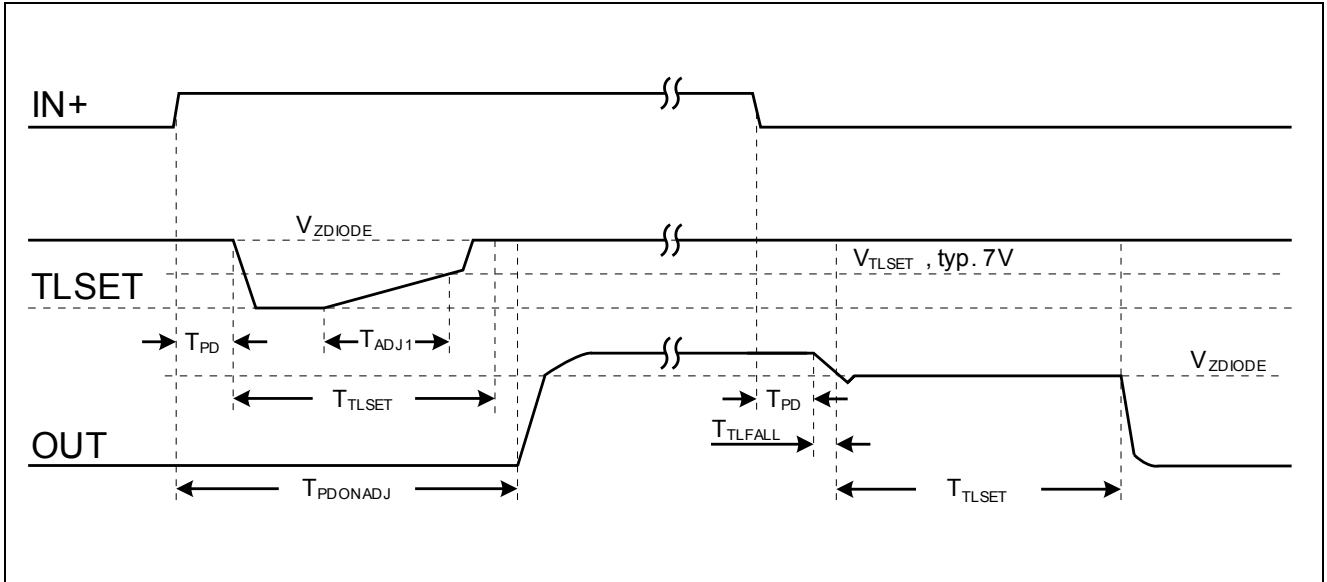 IN+
VZDIODE
VTLSET , typ. 7V
TLSET
TPD
TADJ1
VZDIODE
TTLSET
TPD
TTLFALL
OUT
TPDONADJ
TTLSET